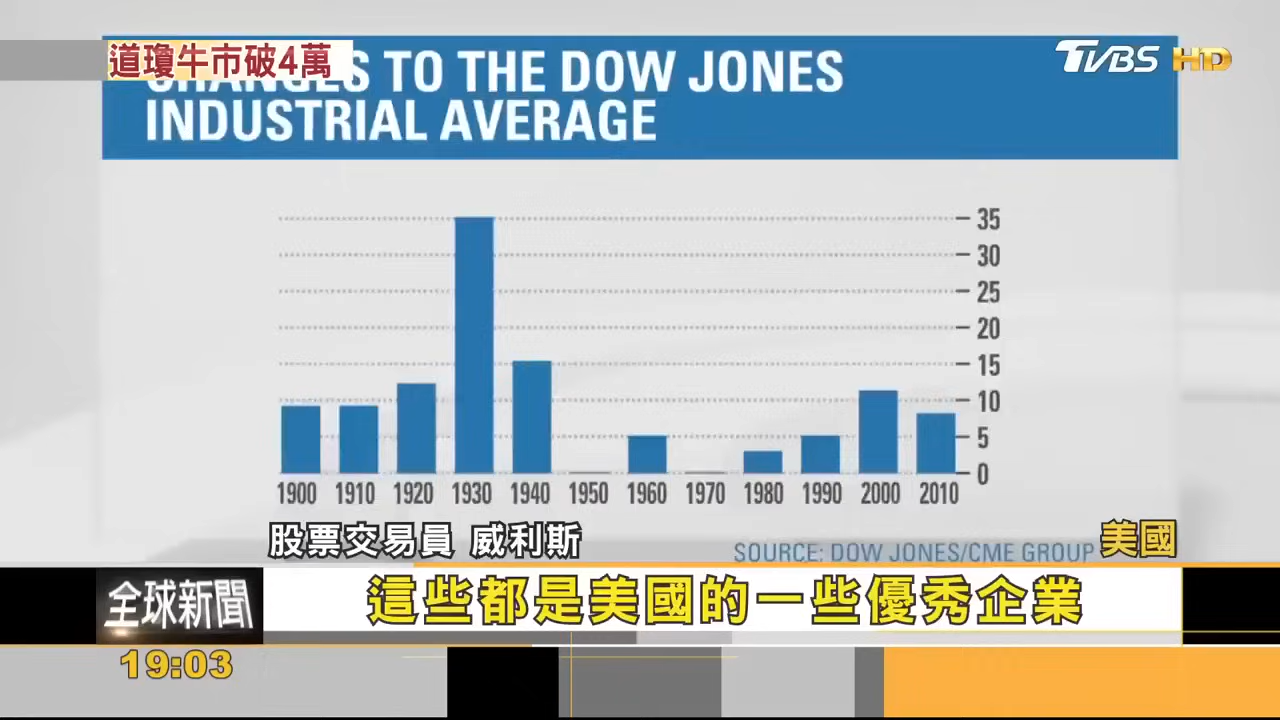 道瓊牛市破4萬
TVBS HD
CHANGES TO THE DOW JONES
INDUSTRIAL AVERAGE
35
30
25
20
15
10
5
0
1900 1910 1920 1930 1940 1950 1960 1970 1980 1990 2000 2010
股票交易員 威利斯
SOURCE: DOW JONES/CME GROUP
美國
全球新聞
這些都是美國的一些優秀企業
19:03